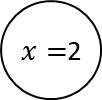 x = 2